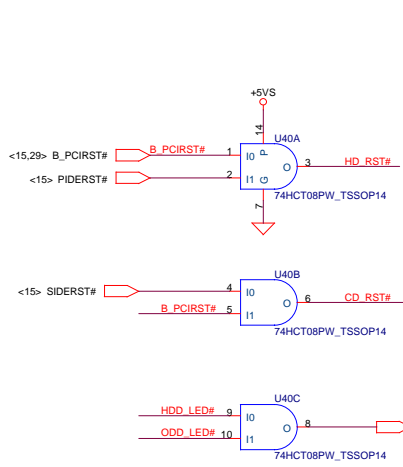 +5VS
14
U40A
<15,29> B_PCIRST# B_PCIRST# 1 I0 P O 3 HD_RST#
<15> PIDERST# 2 I1 G
7
74HCT08PW_TSSOP14
U40B
<15> SIDERST# 4 I0 O 6 CD_RST#
B_PCIRST# 5 I1
74HCT08PW_TSSOP14
U40C
HDD_LED# 9 I0 O 8
ODD_LED# 10 I1
74HCT08PW_TSSOP14